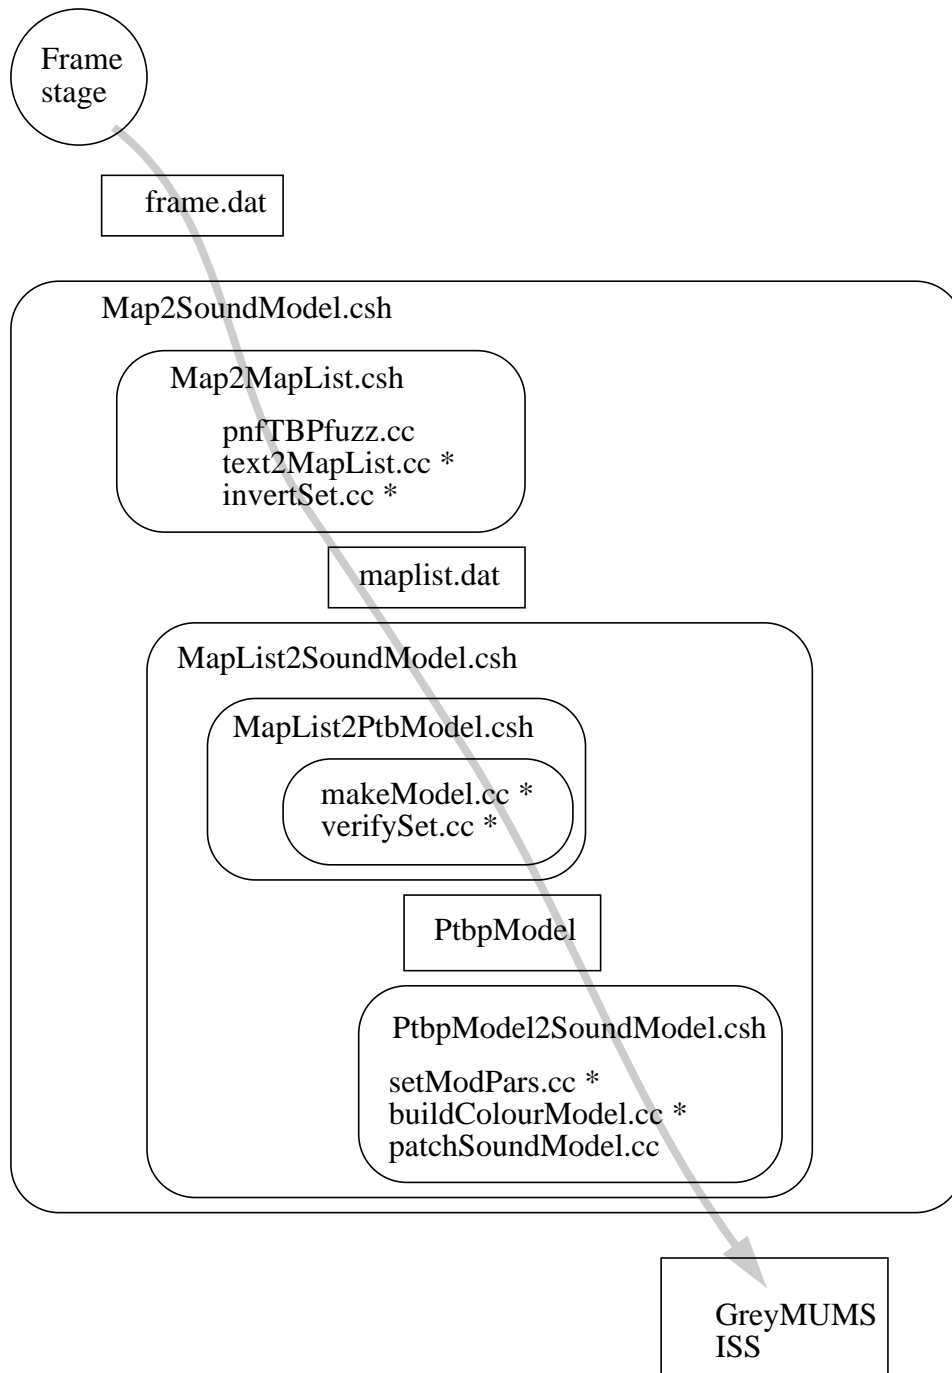 Frame
stage
frame.dat
Map2SoundModel.csh
Map2MapList.csh
pnfTBPfuzz.cc
text2MapList.cc *
invertSet.cc *
maplist.dat
MapList2SoundModel.csh
MapList2PtbModel.csh
makeModel.cc *
verifySet.cc *
PtbpModel
PtbpModel2SoundModel.csh
setModPars.cc *
buildColourModel.cc *
patchSoundModel.cc
GreyMUMS
ISS